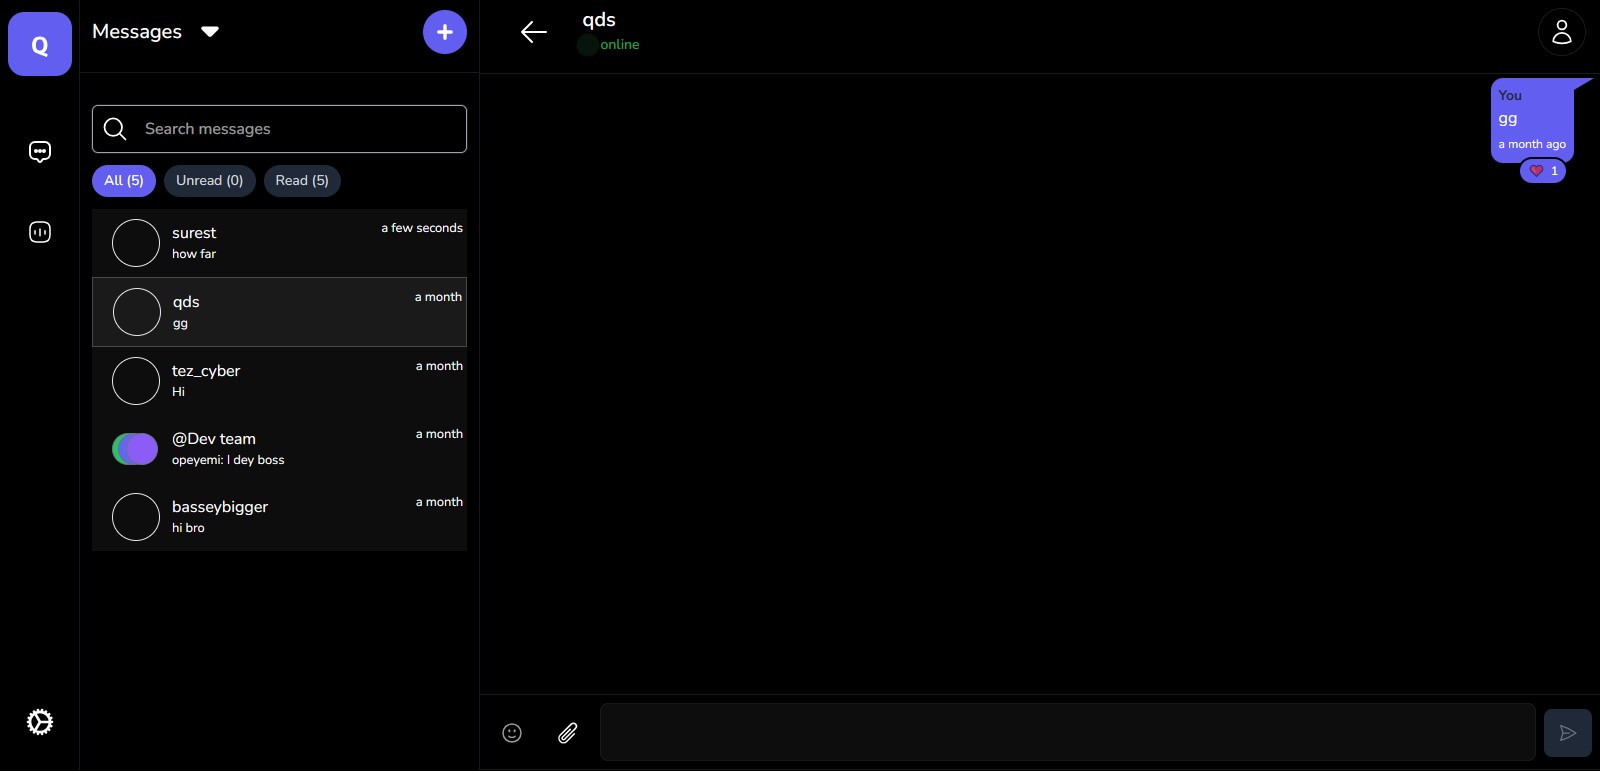 Q
Messages
Search messages
All (5)
Unread (0)
Read (5)
surest
a few seconds
how far
qds
a month
gg
tez_cyber
a month
Hi
@Dev team
a month
opeyemi: I dey boss
basseybigger
a month
hi bro
qds
online
You
gg
a month ago
1